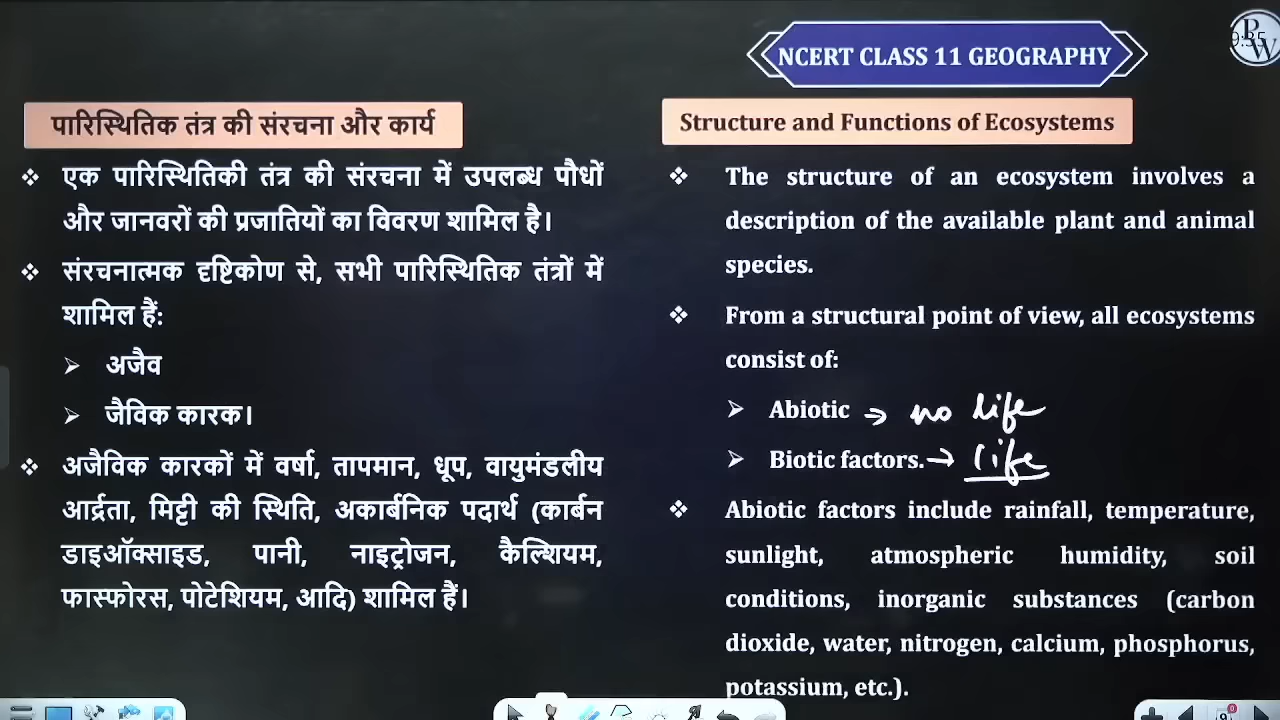 NCERT CLASS 11 GEOGRAPHY
PW
9:35
पारिस्थितिक तंत्र की संरचना और कार्य
❖ एक पारिस्थितिकी तंत्र की संरचना में उपलब्ध पौधों
और जानवरों की प्रजातियों का विवरण शामिल है।
❖ संरचनात्मक दृष्टिकोण से, सभी पारिस्थितिक तंत्रों में
शामिल हैं:
➢ अजैव
➢ जैविक कारक।
❖ अजैविक कारकों में वर्षा, तापमान, धूप, वायुमंडलीय
आर्द्रता, मिट्टी की स्थिति, अकार्बनिक पदार्थ (कार्बन
डाइऑक्साइड, पानी, नाइट्रोजन, कैल्शियम,
फास्फोरस, पोटेशियम, आदि) शामिल हैं।
Structure and Functions of Ecosystems
❖ The structure of an ecosystem involves a
description of the available plant and animal
species.
❖ From a structural point of view, all ecosystems
consist of:
➢ Abiotic → no life
➢ Biotic factors. → life
❖ Abiotic factors include rainfall, temperature,
sunlight, atmospheric humidity, soil
conditions, inorganic substances (carbon
dioxide, water, nitrogen, calcium, phosphorus,
potassium, etc.).